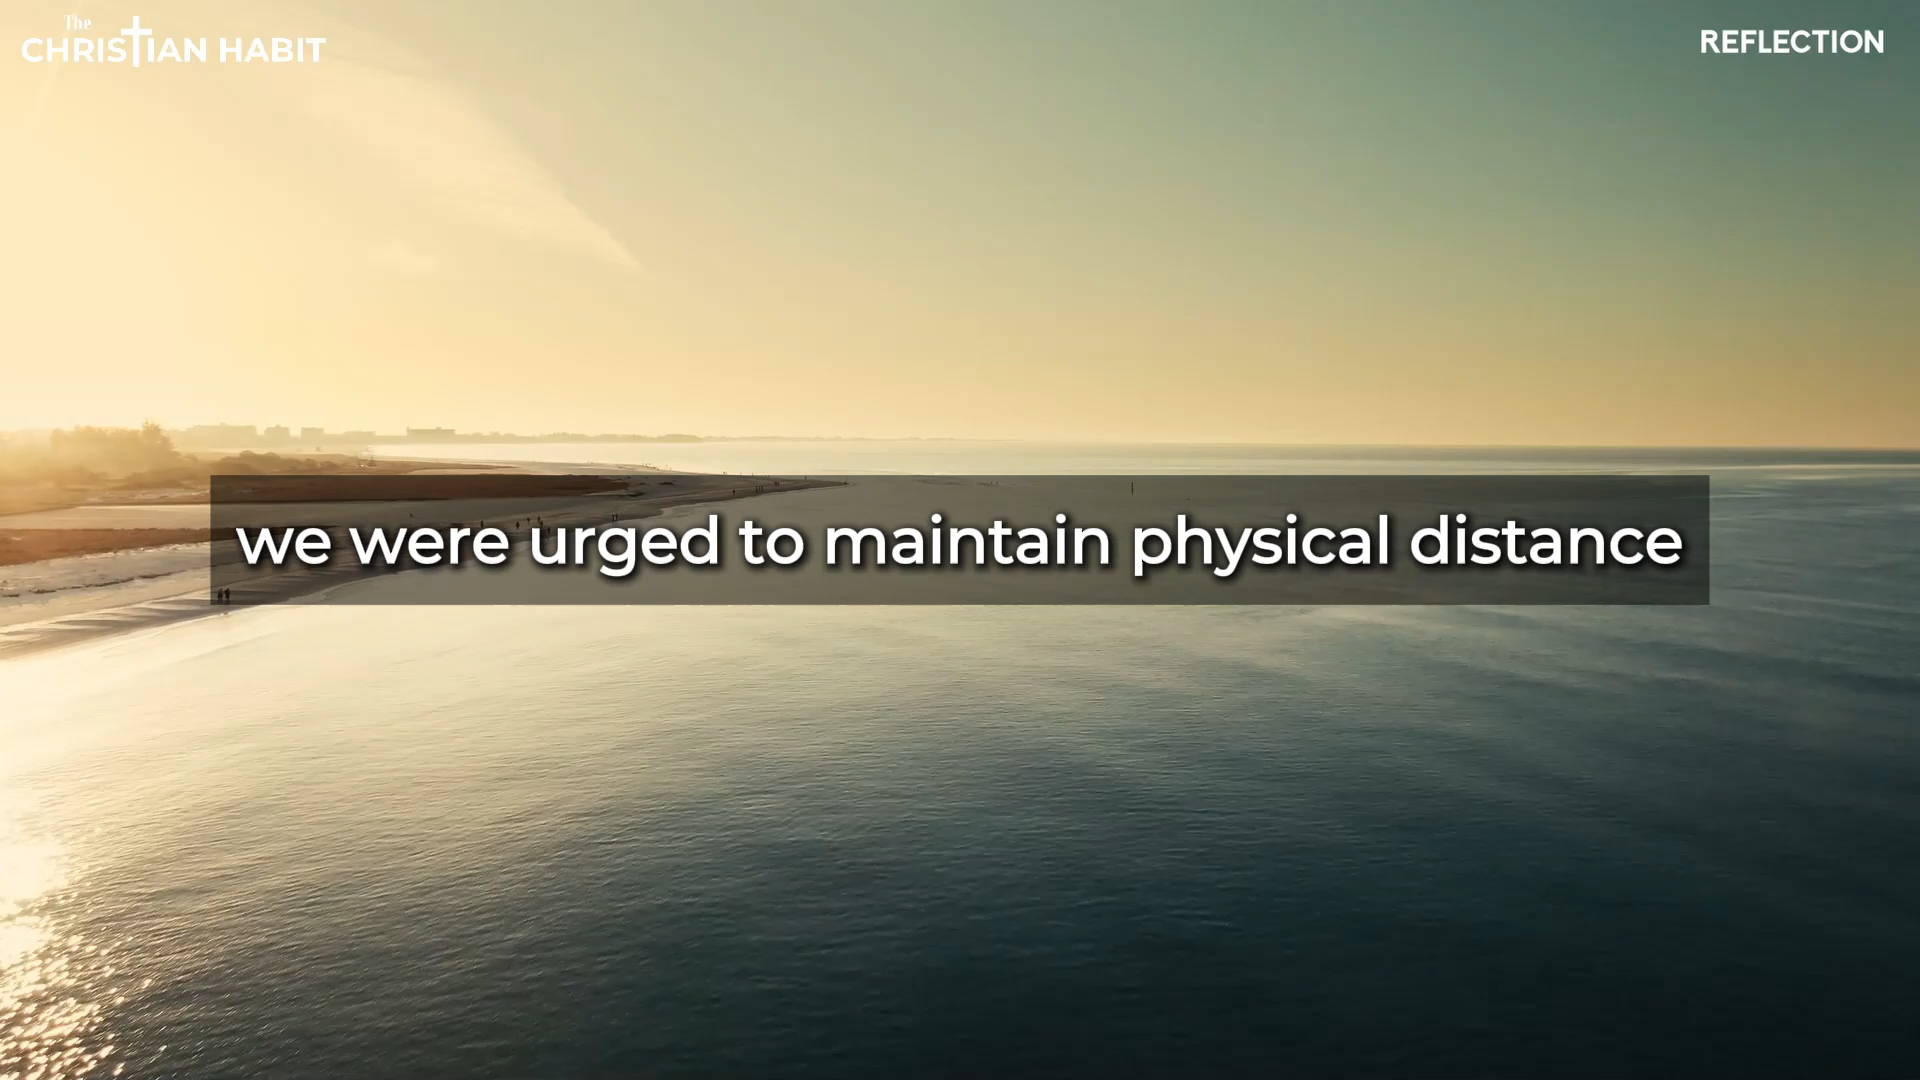 The
CHRISTIAN HABIT
REFLECTION
we were urged to maintain physical distance